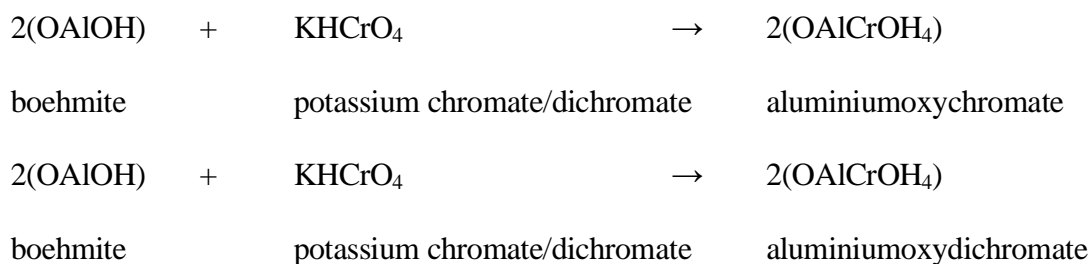 2(OAlOH) + KHCrO₄ → 2(OAlCrOH₄)
boehmite potassium chromate/dichromate aluminiumoxychromate
2(OAlOH) + KHCrO₄ → 2(OAlCrOH₄)
boehmite potassium chromate/dichromate aluminiumoxydichromate